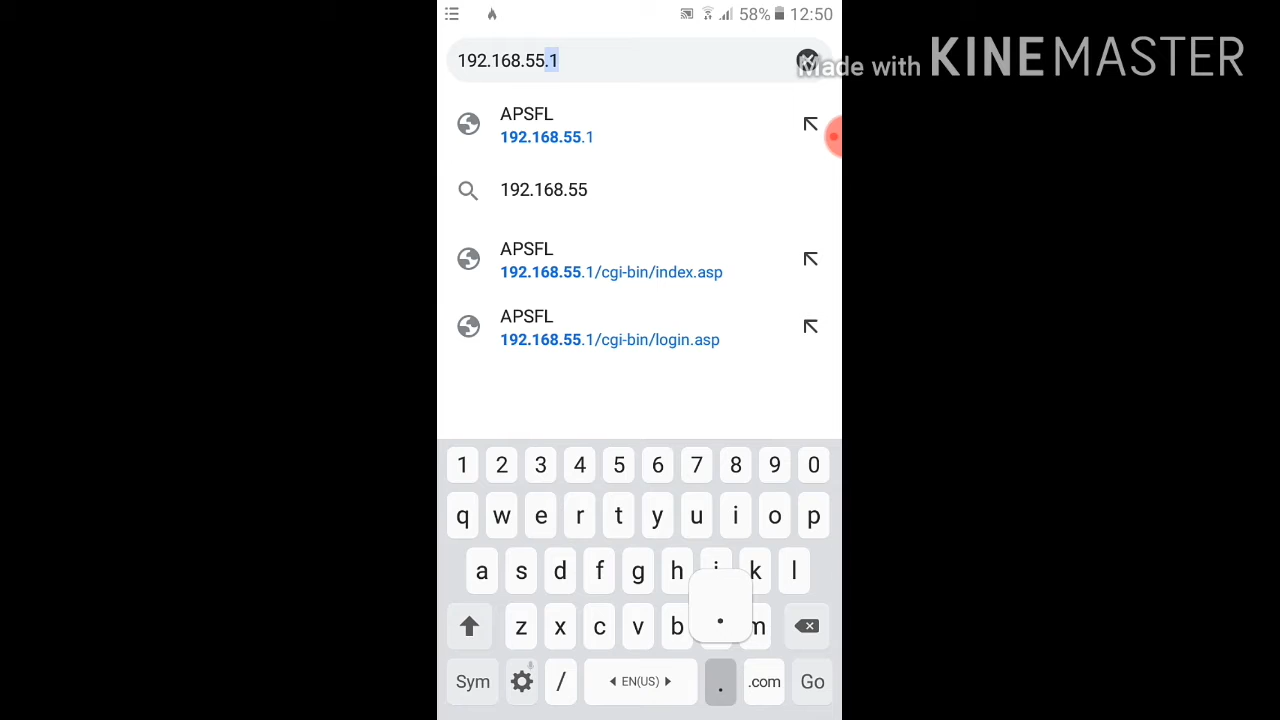 58% 12:50
192.168.55.1
Made with KINEMASTER
APSFL
192.168.55.1
192.168.55
APSFL
192.168.55.1/cgi-bin/index.asp
APSFL
192.168.55.1/cgi-bin/login.asp
1 2 3 4 5 6 7 8 9 0
q w e r t y u i o p
a s d f g h j k l
.
z x c v b m
Sym / EN(US) . .com Go